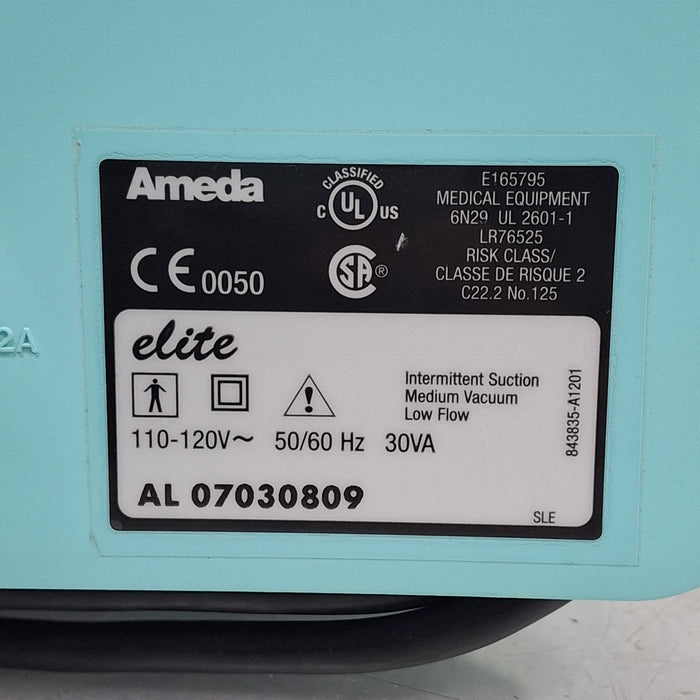 Ameda
CLASSIFIED
C UL US
E165795
MEDICAL EQUIPMENT
6N29 UL 2601-1
LR76525
RISK CLASS/
CLASSE DE RISQUE 2
C22.2 No.125
CE 0050
SA ®
elite
Intermittent Suction
Medium Vacuum
Low Flow
110-120V~ 50/60 Hz 30VA
AL 07030809
SLE
843835-A1201
2A